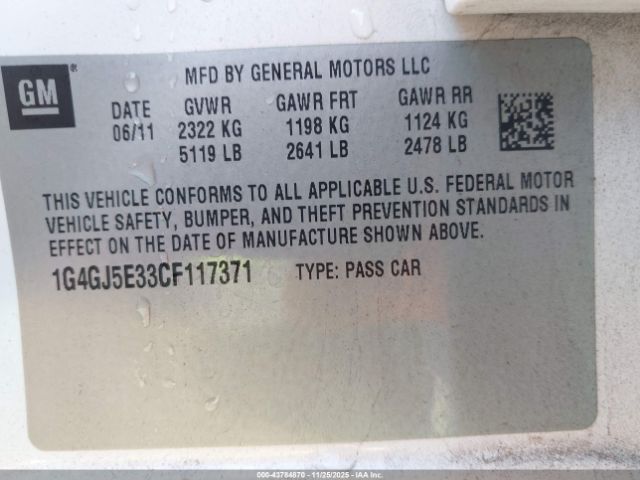 GM®
MFD BY GENERAL MOTORS LLC
DATE GVWR GAWR FRT GAWR RR
06/11 2322 KG 1198 KG 1124 KG
5119 LB 2641 LB 2478 LB
THIS VEHICLE CONFORMS TO ALL APPLICABLE U.S. FEDERAL MOTOR
VEHICLE SAFETY, BUMPER, AND THEFT PREVENTION STANDARDS IN
EFFECT ON THE DATE OF MANUFACTURE SHOWN ABOVE.
1G4GJ5E33CF117371 TYPE: PASS CAR
000-43784870 11/25/2025 IAA, Inc.